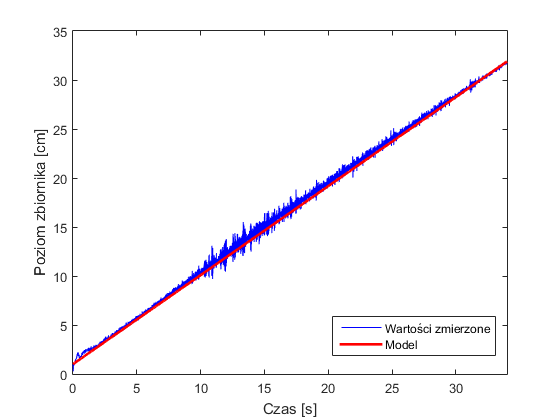 35
30
25
20
15
10
5
0
Poziom zbiornika [cm]
Wartości zmierzone
Model
0 5 10 15 20 25 30
Czas [s]